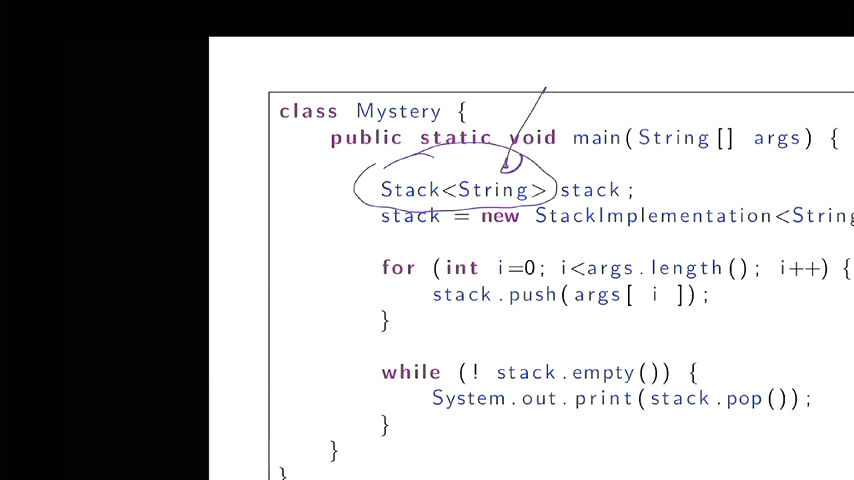 class Mystery {
public static void main(String[] args) {
Stack<String> stack;
stack = new StackImplementation<String
for (int i=0; i<args.length(); i++) {
stack.push(args[ i ]);
}
while (! stack.empty()) {
System.out.print(stack.pop());
}
}
}